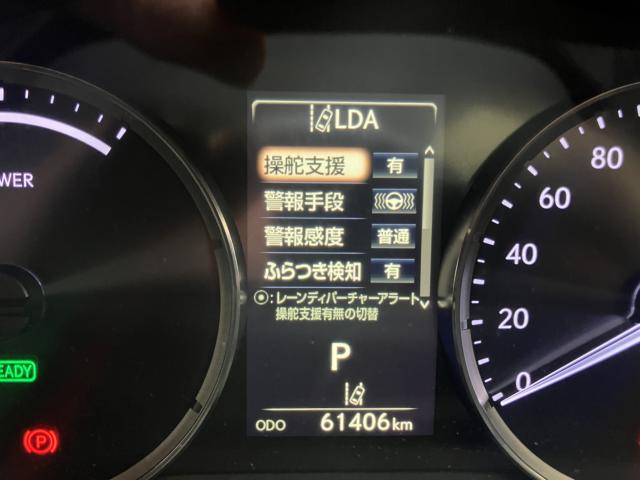 LDA
操舵支援 有
警報手段
警報感度 普通
ふらつき検知 有
◎:レーンディパーチャーアラート
操舵支援有無の切替
P
ODO 61406km
WER
EADY
P
80
60
40
20
0